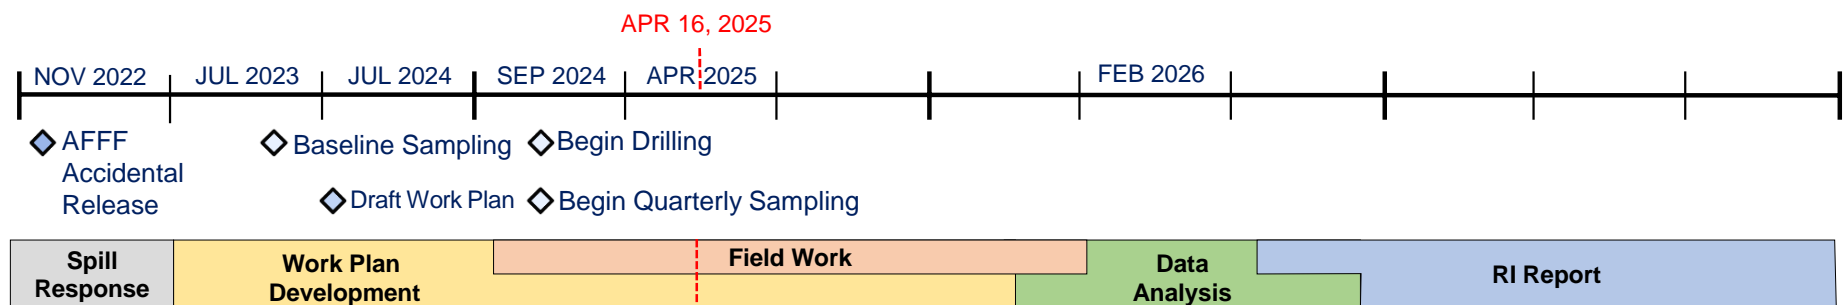 APR 16, 2025
NOV 2022
JUL 2023
JUL 2024
SEP 2024
APR 2025
FEB 2026
AFFF
Accidental
Release
Baseline Sampling
Begin Drilling
Draft Work Plan
Begin Quarterly Sampling
Spill
Response
Work Plan
Development
Field Work
Data
Analysis
RI Report